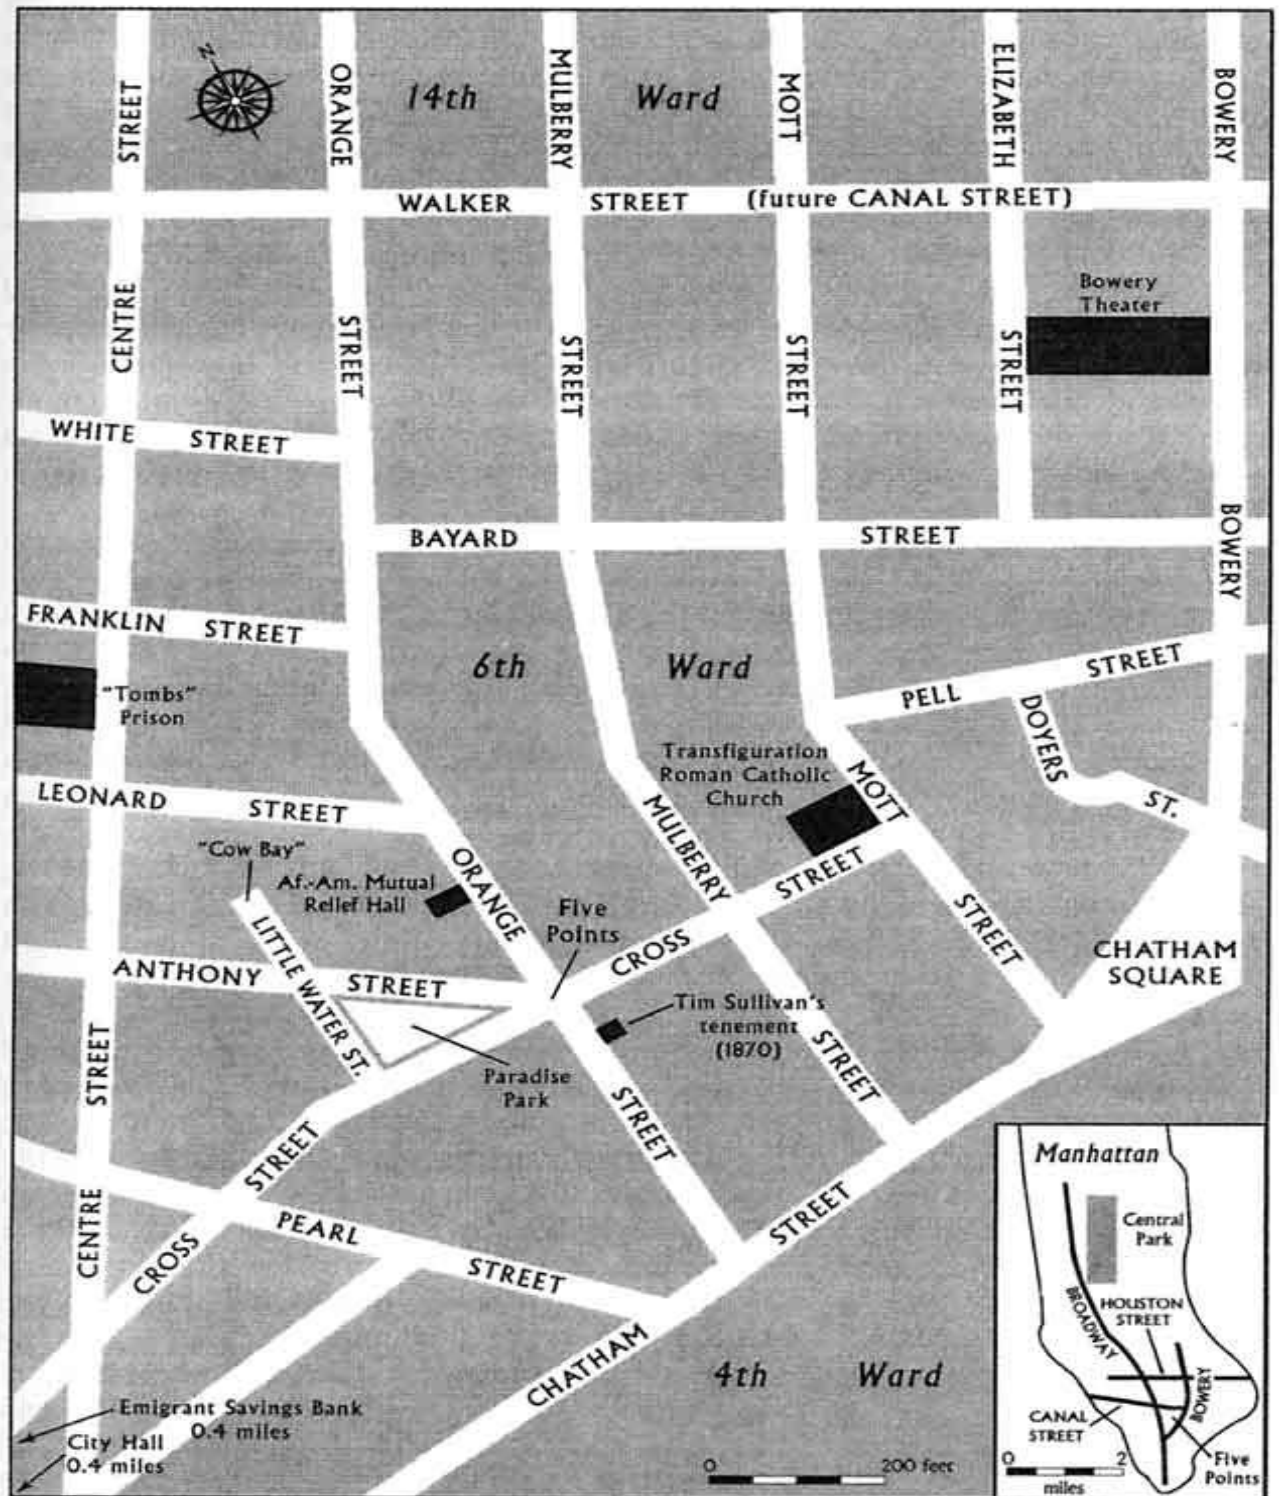 N
STREET
ORANGE
14th Ward
MULBERRY
MOTT
ELIZABETH
BOWERY
WALKER STREET (future CANAL STREET)
CENTRE
STREET
STREET
STREET
STREET
Bowery
Theater
WHITE STREET
BAYARD STREET
BOWERY
FRANKLIN STREET
6th Ward
"Tombs"
Prison
PELL STREET
DOYERS ST.
Transfiguration
Roman Catholic
Church
MOTT
STREET
LEONARD STREET
MULBERRY
STREET
"Cow Bay"
Af.-Am. Mutual
Relief Hall
ORANGE
STREET
Five
Points
CROSS STREET
CHATHAM
SQUARE
LITTLE WATER ST.
ANTHONY STREET
Tim Sullivan's
tenement
(1870)
Paradise
Park
STREET
CENTRE
CROSS STREET
PEARL STREET
CHATHAM STREET
4th Ward
Emigrant Savings Bank
0.4 miles
City Hall
0.4 miles
0 200 feet
Manhattan
Central
Park
BROADWAY
HOUSTON
STREET
BOWERY
CANAL
STREET
Five
Points
0 2
miles